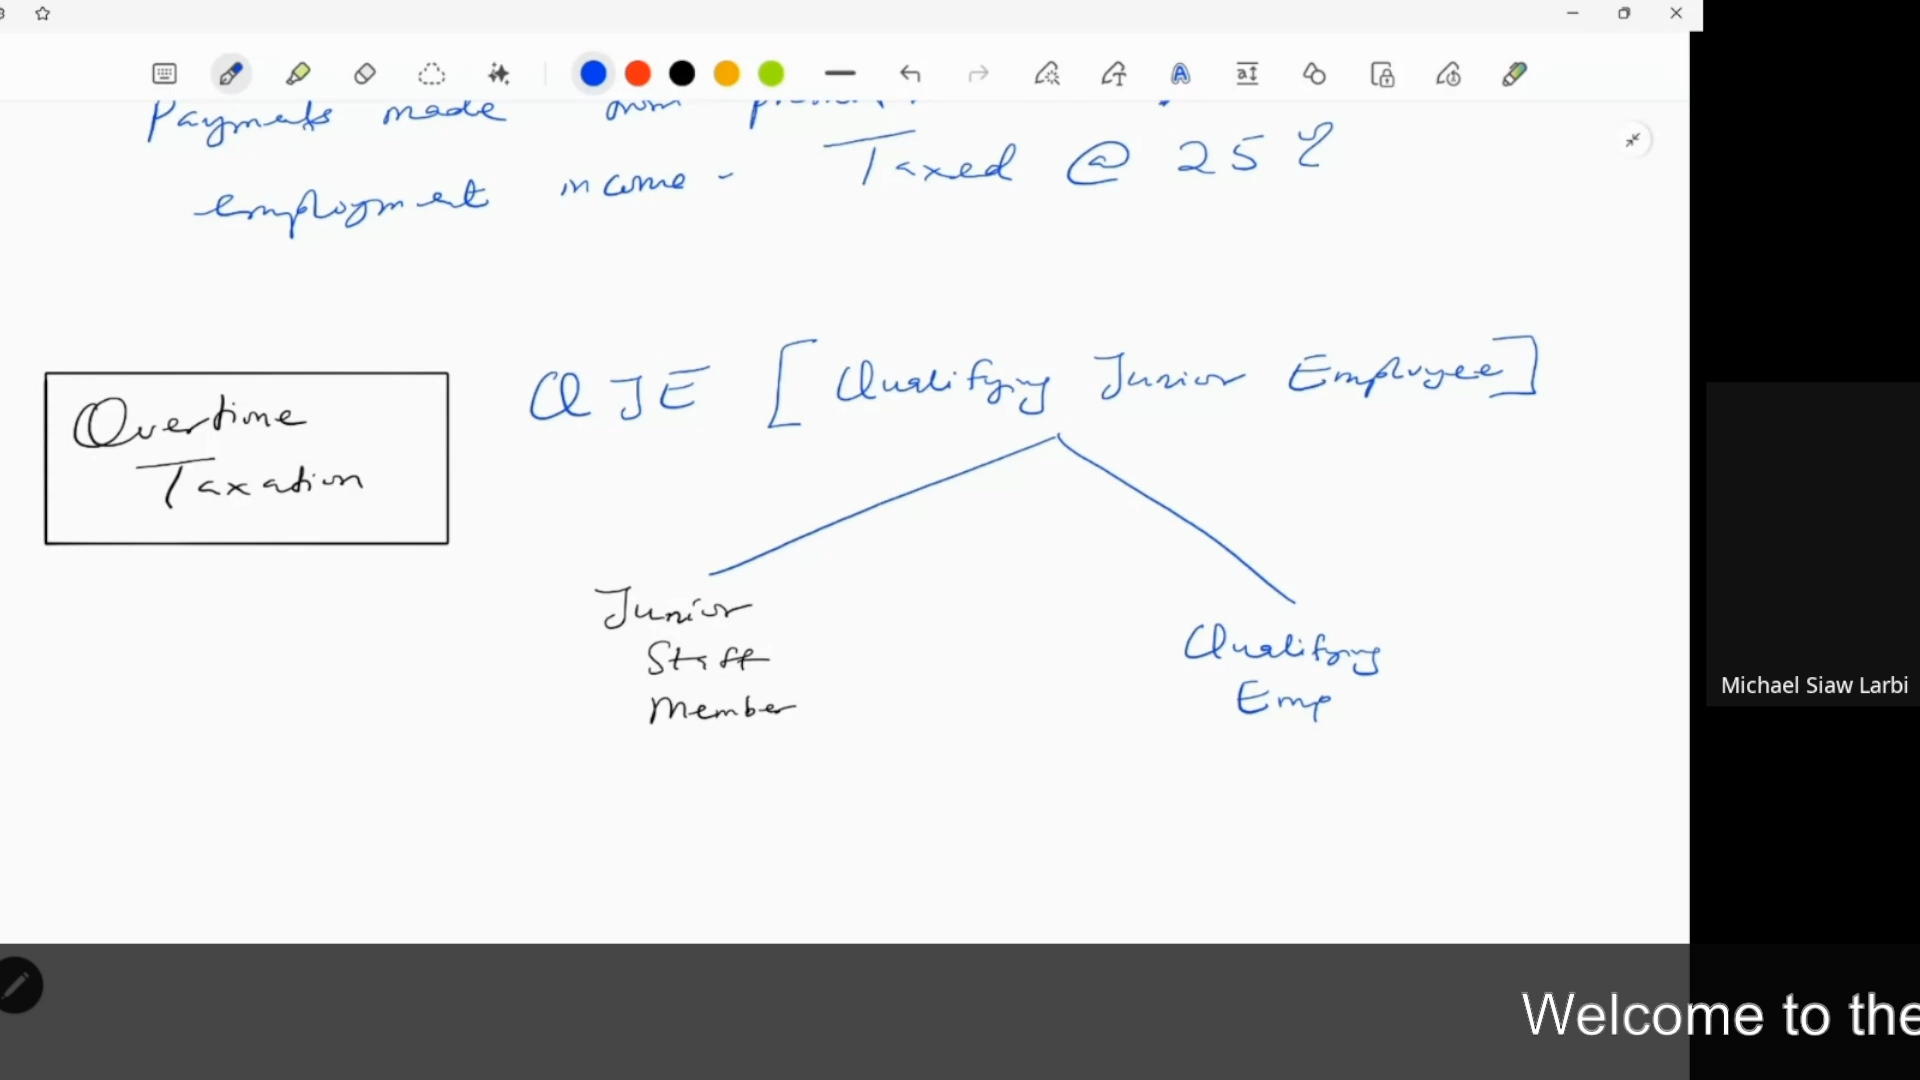 Payments made
employment income - Taxed @ 25%
Overtime
Taxation
QJE [Qualifying Junior Employee]
Junior
Staff
Member
Qualifying
Emp
Michael Siaw Larbi
Welcome to the